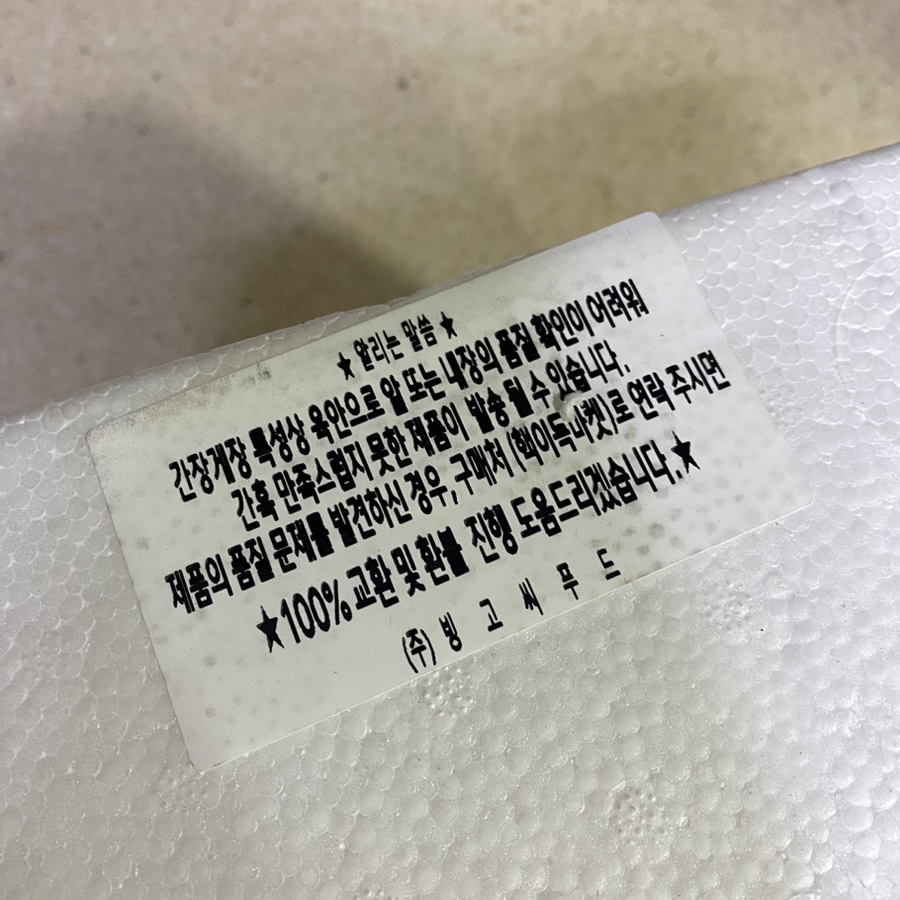 ★ 알리는 말씀 ★
간장게장 특성상 육안으로 알 또는 내장의 품질 확인이 어려워
간혹 만족스럽지 못한 제품이 발송 될 수 있습니다.
제품의 품질 문제를 발견하신 경우, 구매처 (핵이득마켓)로 연락 주시면
★100% 교환 및 환불 진행 도움드리겠습니다.★
(주) 빙 고 씨 푸 드